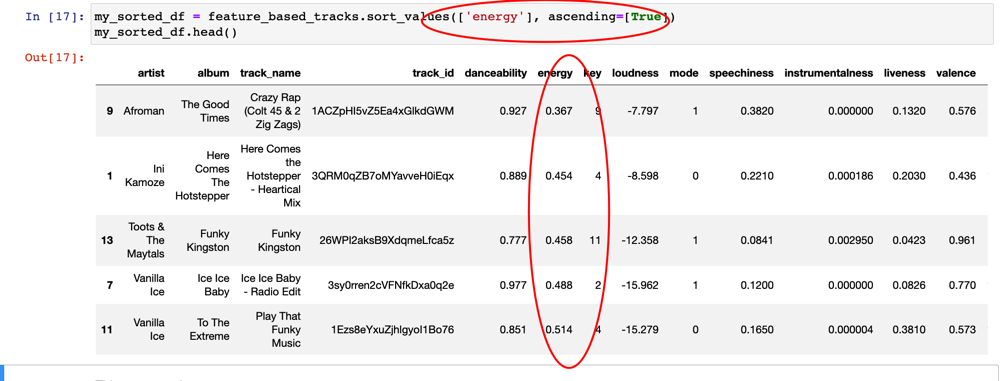 In [17]: my_sorted_df = feature_based_tracks.sort_values(['energy'], ascending=[True])
my_sorted_df.head()
Out[17]:
artist album track_name track_id danceability energy key loudness mode speechiness instrumentalness liveness valence
9 Afroman The Good Times Crazy Rap (Colt 45 & 2 Zig Zags) 1ACZpHI5vZ5Ea4xGlkdGWM 0.927 0.367 9 -7.797 1 0.3820 0.000000 0.1320 0.576
1 Ini Kamoze Here Comes The Hotstepper Here Comes the Hotstepper - Heartical Mix 3QRM0qZB7oMYavveH0iEqx 0.889 0.454 4 -8.598 0 0.2210 0.000186 0.2030 0.436
13 Toots & The Maytals Funky Kingston Funky Kingston 26WPI2aksB9XdqmeLfca5z 0.777 0.458 11 -12.358 1 0.0841 0.002950 0.0423 0.961
7 Vanilla Ice Ice Ice Baby Ice Ice Baby - Radio Edit 3sy0rren2cVFNfkDxa0q2e 0.977 0.488 2 -15.962 1 0.1200 0.000000 0.0826 0.770
11 Vanilla Ice To The Extreme Play That Funky Music 1Ezs8eYxuZjhlgyoI1Bo76 0.851 0.514 4 -15.279 0 0.1650 0.000004 0.3810 0.573